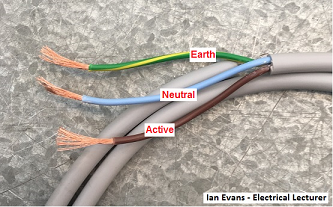 Earth
Neutral
Active
Ian Evans - Electrical Lecturer